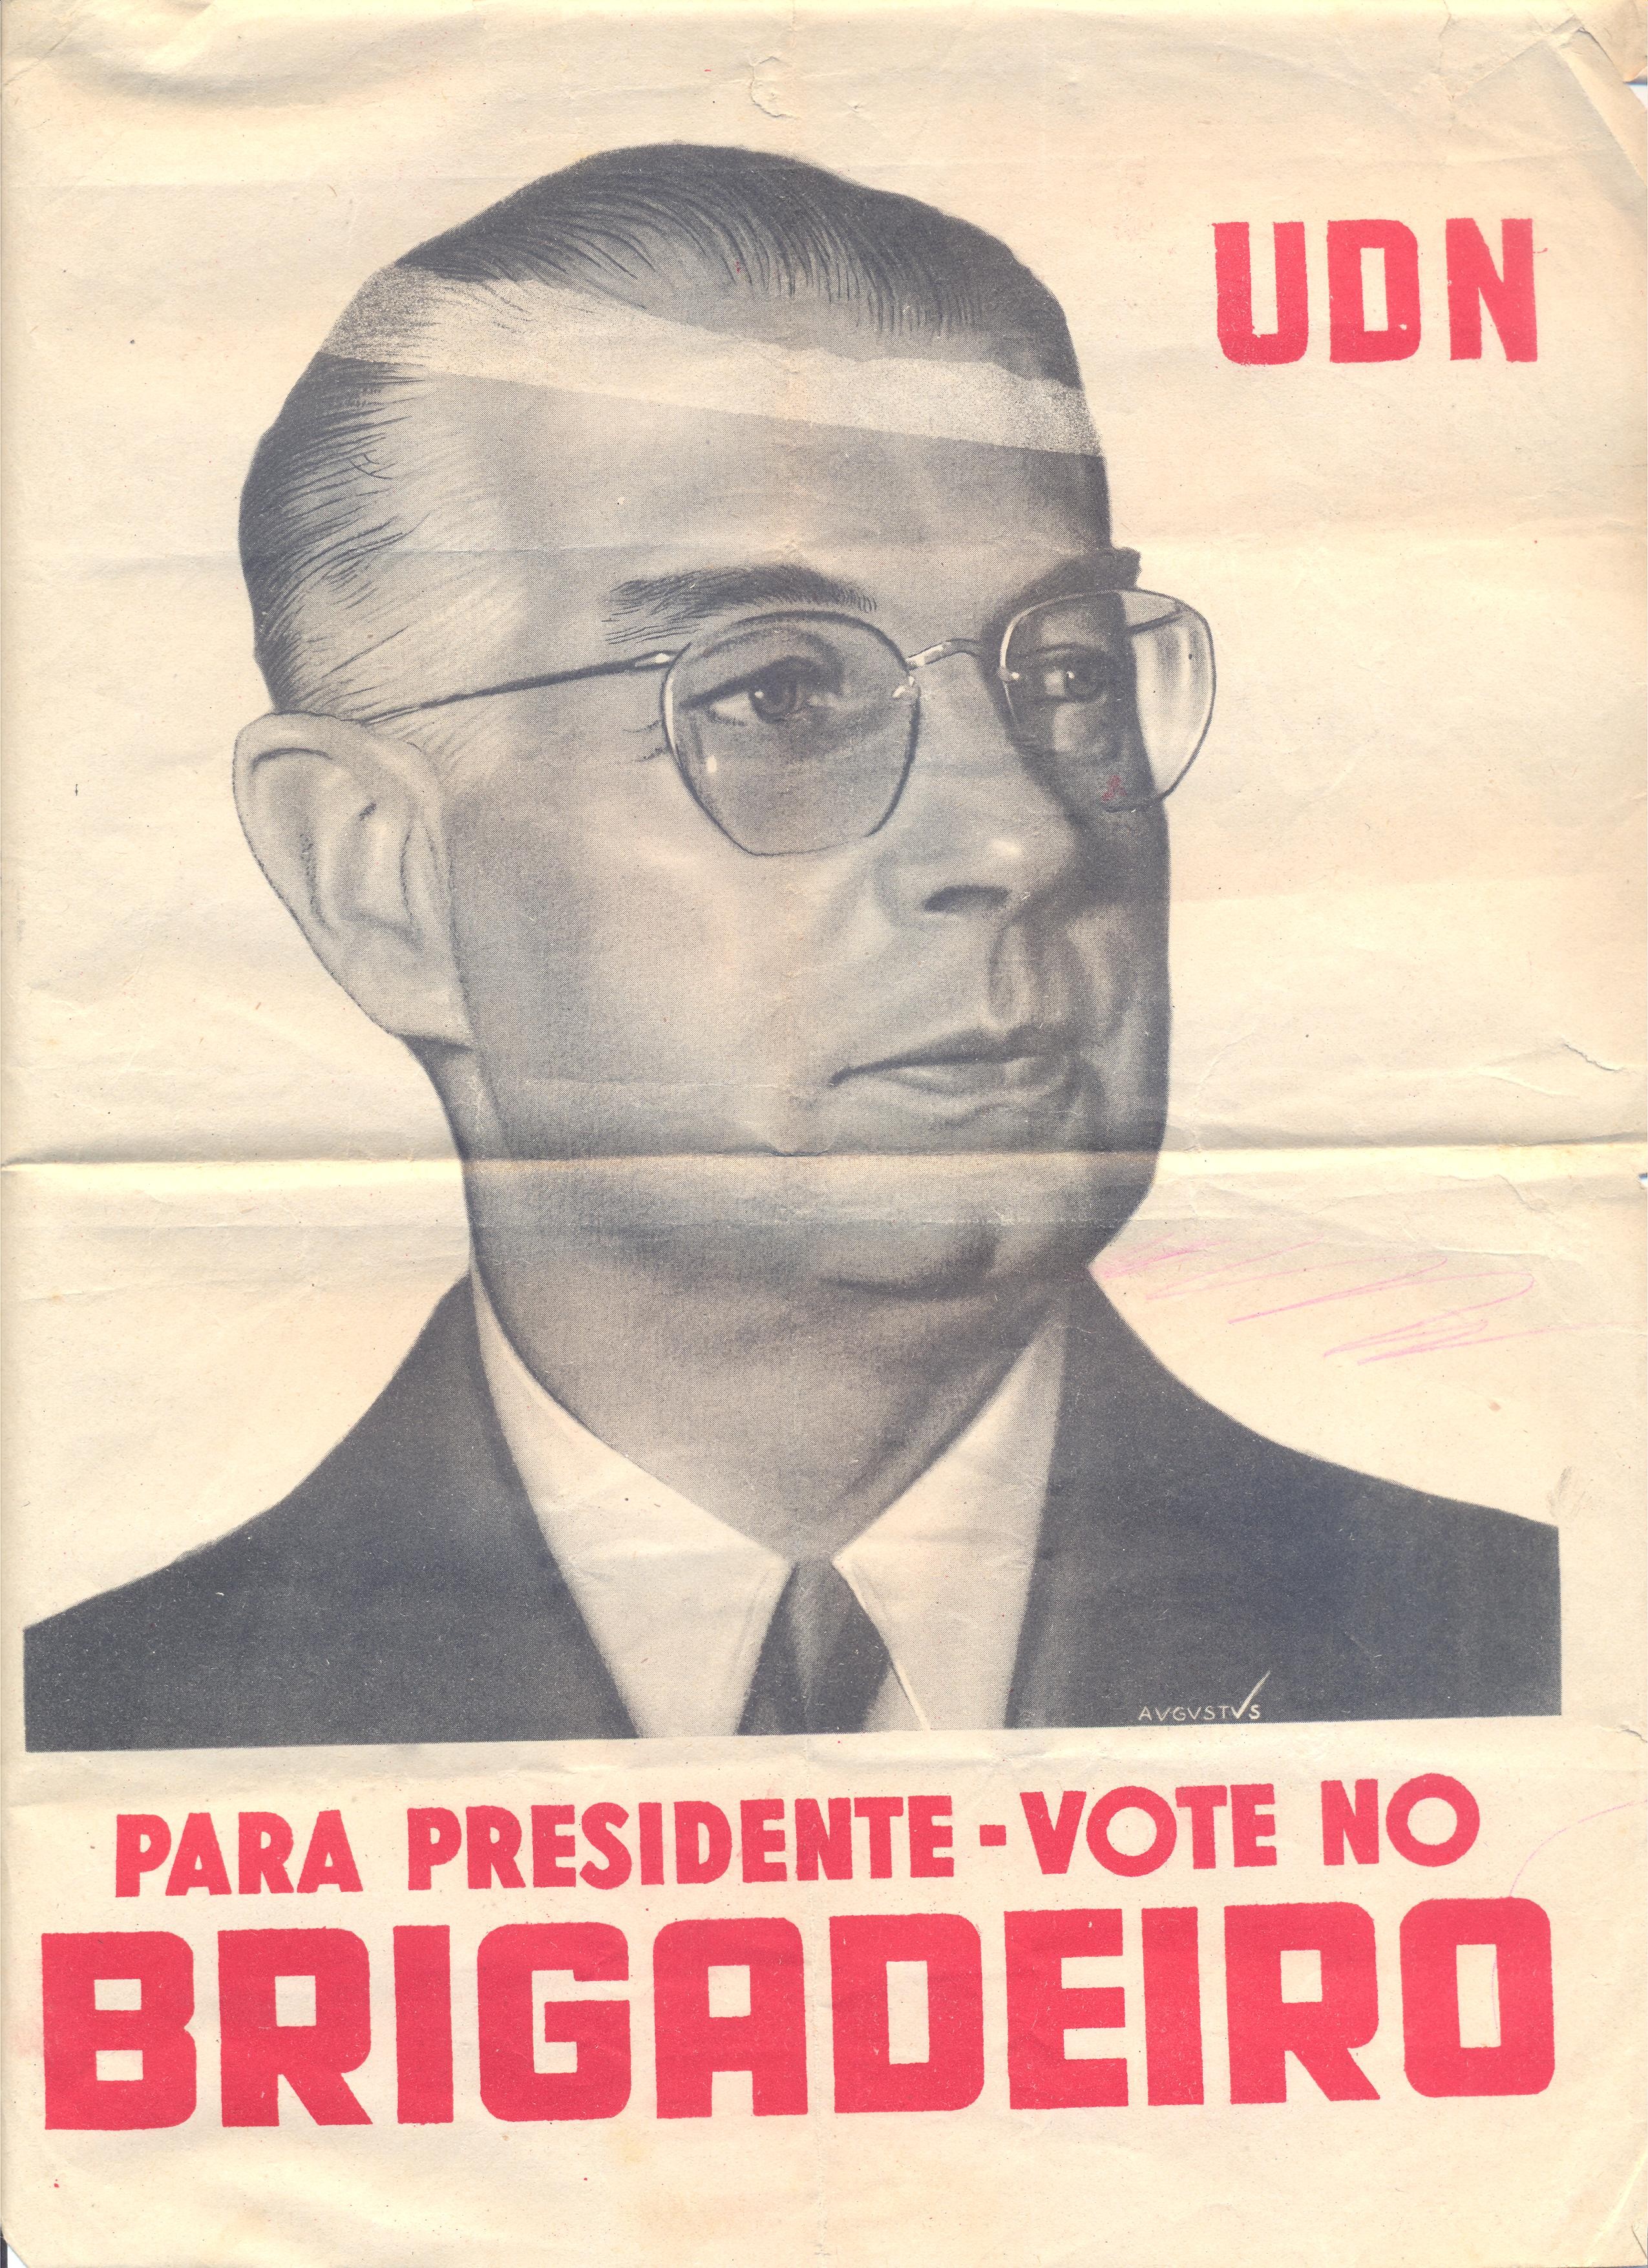 UDN
AVGVSTVS
PARA PRESIDENTE - VOTE NO
BRIGADEIRO